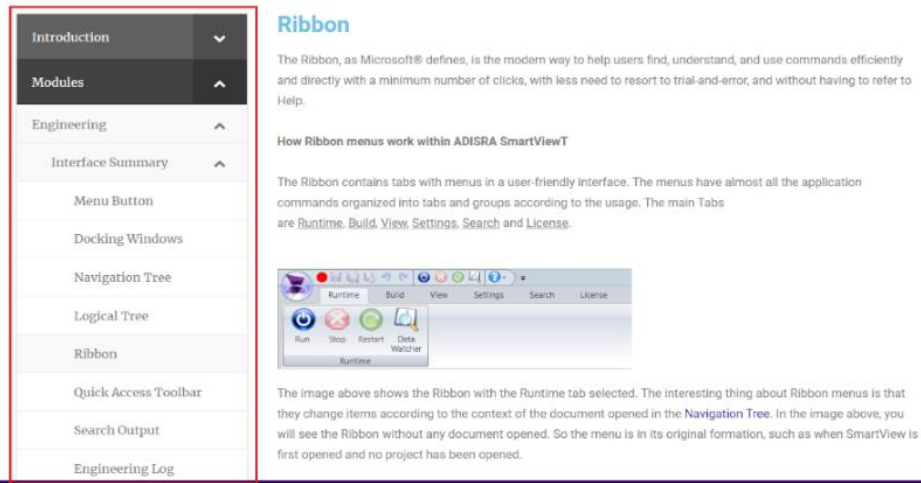 Introduction
Modules
Engineering
Interface Summary
Menu Button
Docking Windows
Navigation Tree
Logical Tree
Ribbon
Quick Access Toolbar
Search Output
Engineering Log
Ribbon
The Ribbon, as Microsoft® defines, is the modern way to help users find, understand, and use commands efficiently
and directly with a minimum number of clicks, with less need to resort to trial-and-error, and without having to refer to
Help.
How Ribbon menus work within ADISRA SmartViewT
The Ribbon contains tabs with menus in a user-friendly interface. The menus have almost all the application
commands organized into tabs and groups according to the usage. The main Tabs
are Runtime, Build, View, Settings, Search and License.
Runtime Build View Settings Search License
Run Stop Restart Data
Watcher
Runtime
The image above shows the Ribbon with the Runtime tab selected. The interesting thing about Ribbon menus is that
they change items according to the context of the document opened in the Navigation Tree. In the image above, you
will see the Ribbon without any document opened. So the menu is in its original formation, such as when SmartView is
first opened and no project has been opened.